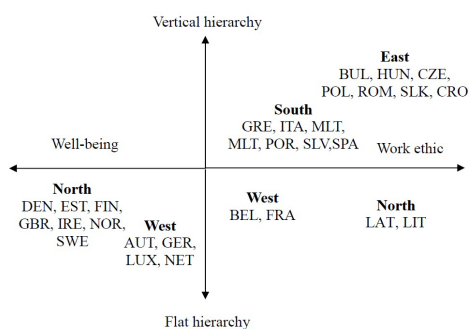 Vertical hierarchy
East
BUL, HUN, CZE,
POL, ROM, SLK, CRO
South
GRE, ITA, MLT,
MLT, POR, SLV,SPA
Well-being
Work ethic
North
DEN, EST, FIN,
GBR, IRE, NOR,
SWE
West
AUT, GER,
LUX, NET
West
BEL, FRA
North
LAT, LIT
Flat hierarchy